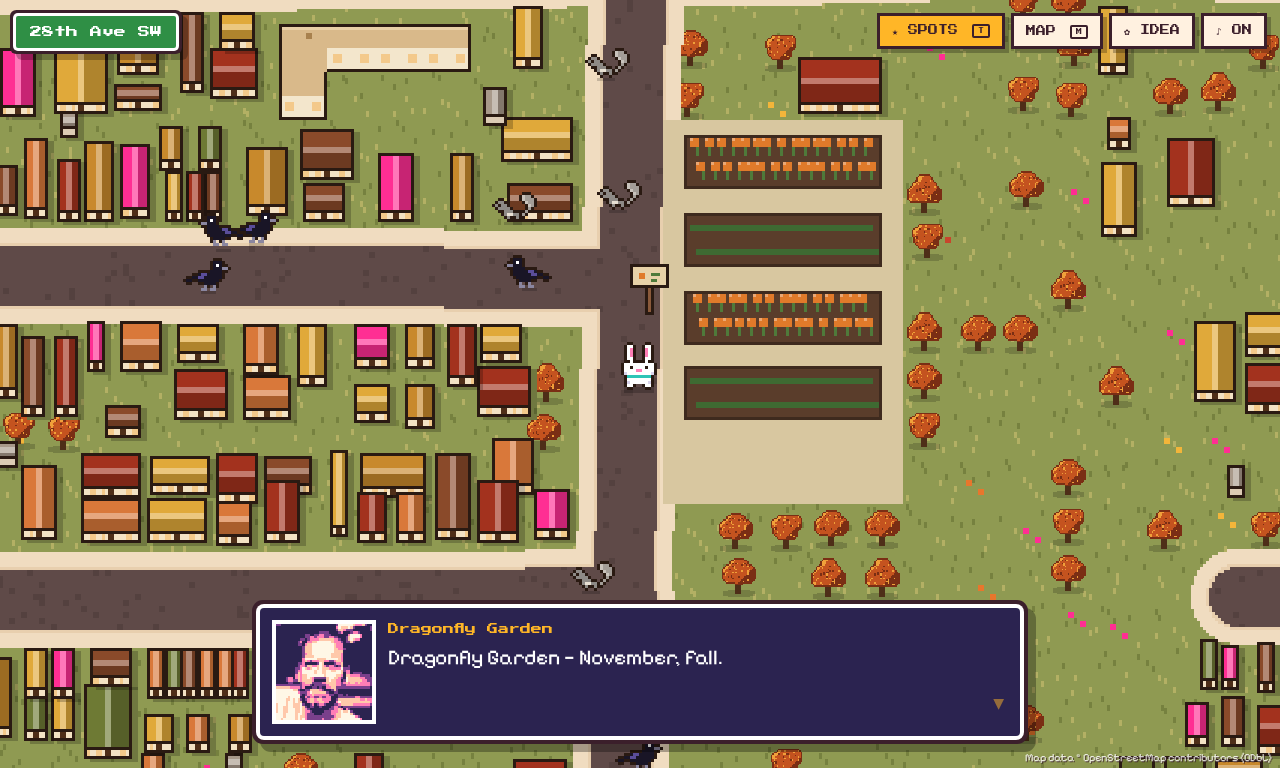 28th Ave SW
★ SPOTS T
MAP M
✿ IDEA
♪ ON
Dragonfly Garden
Dragonfly Garden - November, Fall.
Map data © OpenStreetMap contributors (ODbL)